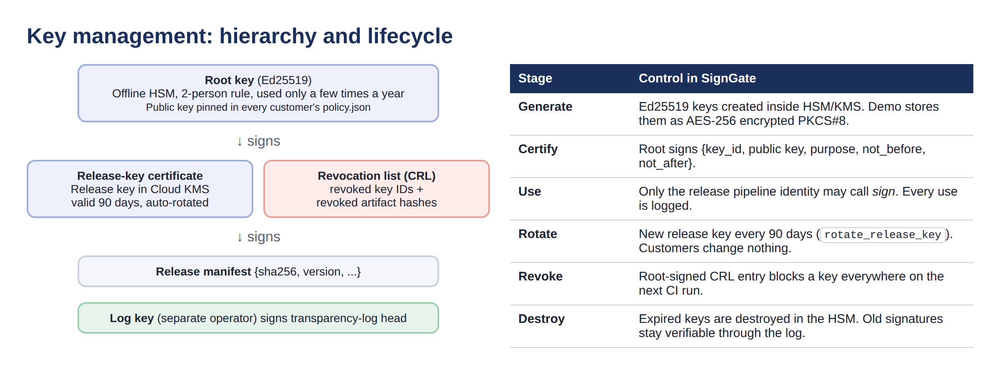 Key management: hierarchy and lifecycle
Root key (Ed25519)
Offline HSM, 2-person rule, used only a few times a year
Public key pinned in every customer's policy.json
↓ signs
Release-key certificate
Release key in Cloud KMS
valid 90 days, auto-rotated
Revocation list (CRL)
revoked key IDs +
revoked artifact hashes
↓ signs
Release manifest {sha256, version, ...}
Log key (separate operator) signs transparency-log head
Stage Control in SignGate
Generate Ed25519 keys created inside HSM/KMS. Demo stores
them as AES-256 encrypted PKCS#8.
Certify Root signs {key_id, public key, purpose, not_before,
not_after}.
Use Only the release pipeline identity may call sign. Every use
is logged.
Rotate New release key every 90 days (rotate_release_key).
Customers change nothing.
Revoke Root-signed CRL entry blocks a key everywhere on the
next CI run.
Destroy Expired keys are destroyed in the HSM. Old signatures
stay verifiable through the log.